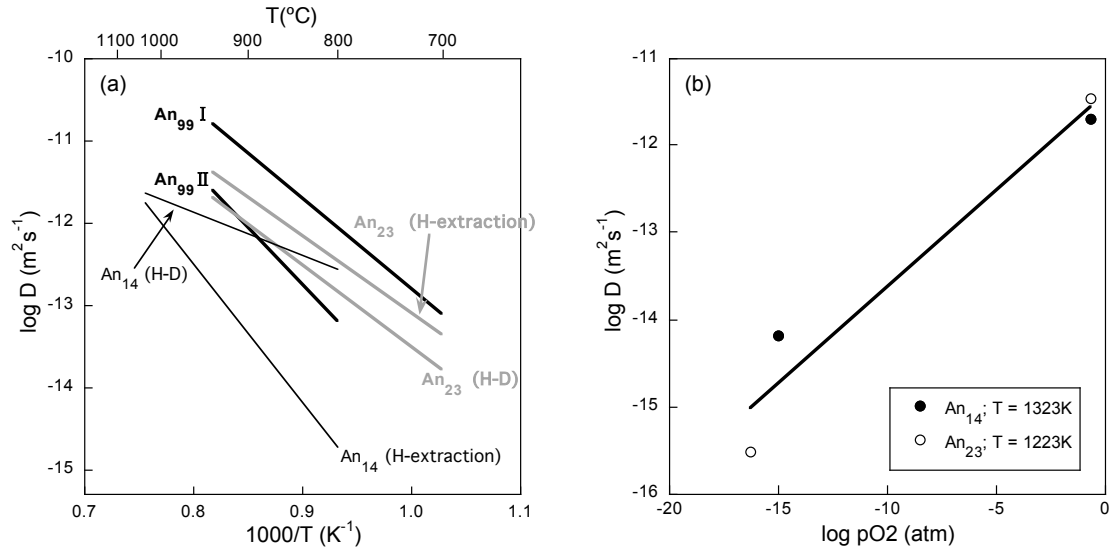 T(ºC)
1100 1000 900 800 700
-10
-11
-12
-13
-14
-15
(a)
An99 I
An99 II
An23 (H-extraction)
An14 (H-D)
An23 (H-D)
An14 (H-extraction)
log D (m2s-1)
0.7 0.8 0.9 1.0 1.1
1000/T (K-1)
-11
-12
-13
-14
-15
-16
(b)
log D (m2s-1)
An14; T = 1323K
An23; T = 1223K
-20 -15 -10 -5 0
log pO2 (atm)